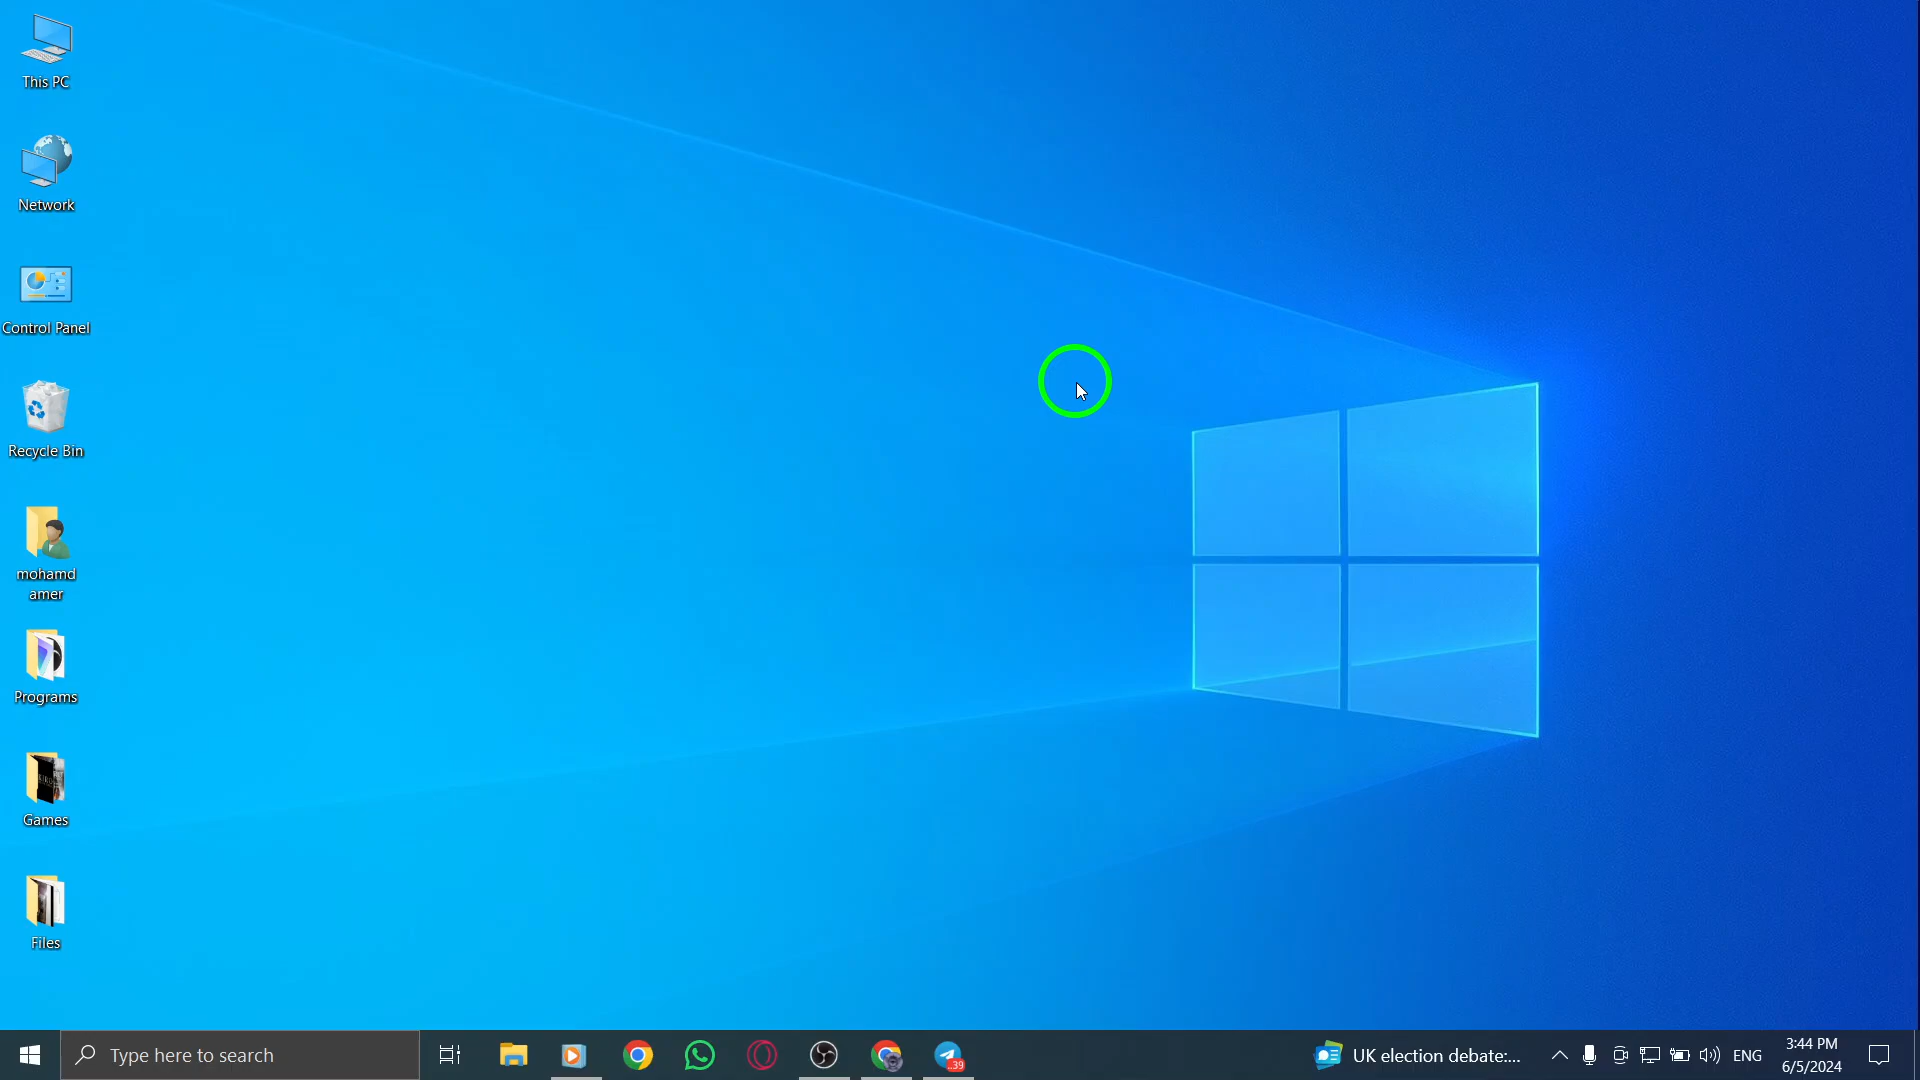 This PC
Network
Control Panel
Recycle Bin
mohamd
amer
Programs
Games
Files
Type here to search
39
UK election debate:...
ENG
3:44 PM
6/5/2024